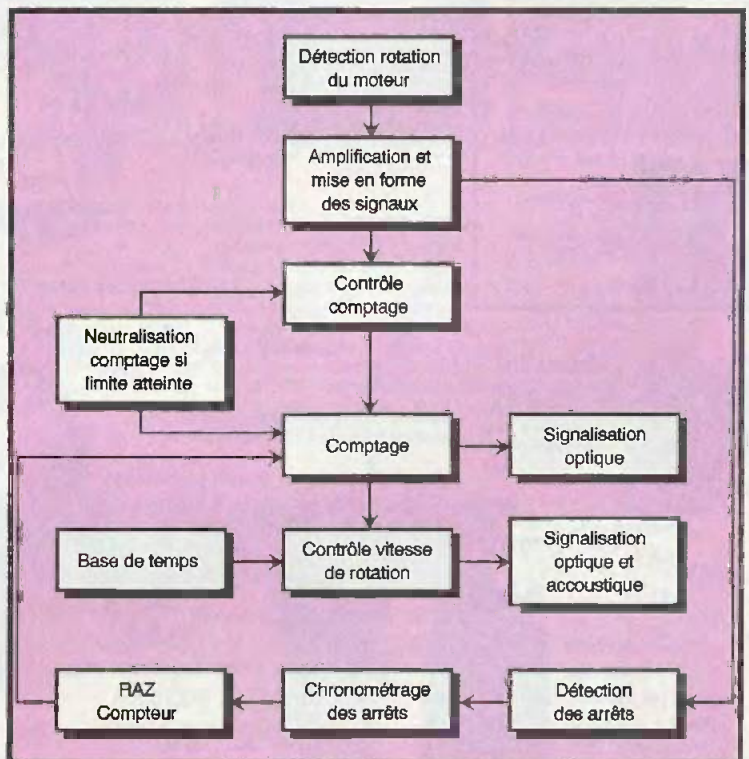 Détection rotation
du moteur
Amplification et
mise en forme
des signaux
Contrôle
comptage
Neutralisation
comptage si
limite atteinte
Comptage
Signalisation
optique
Base de temps
Contrôle vitesse
de rotation
Signalisation
optique et
accoustique
RAZ
Compteur
Chronométrage
des arrêts
Détection
des arrêts